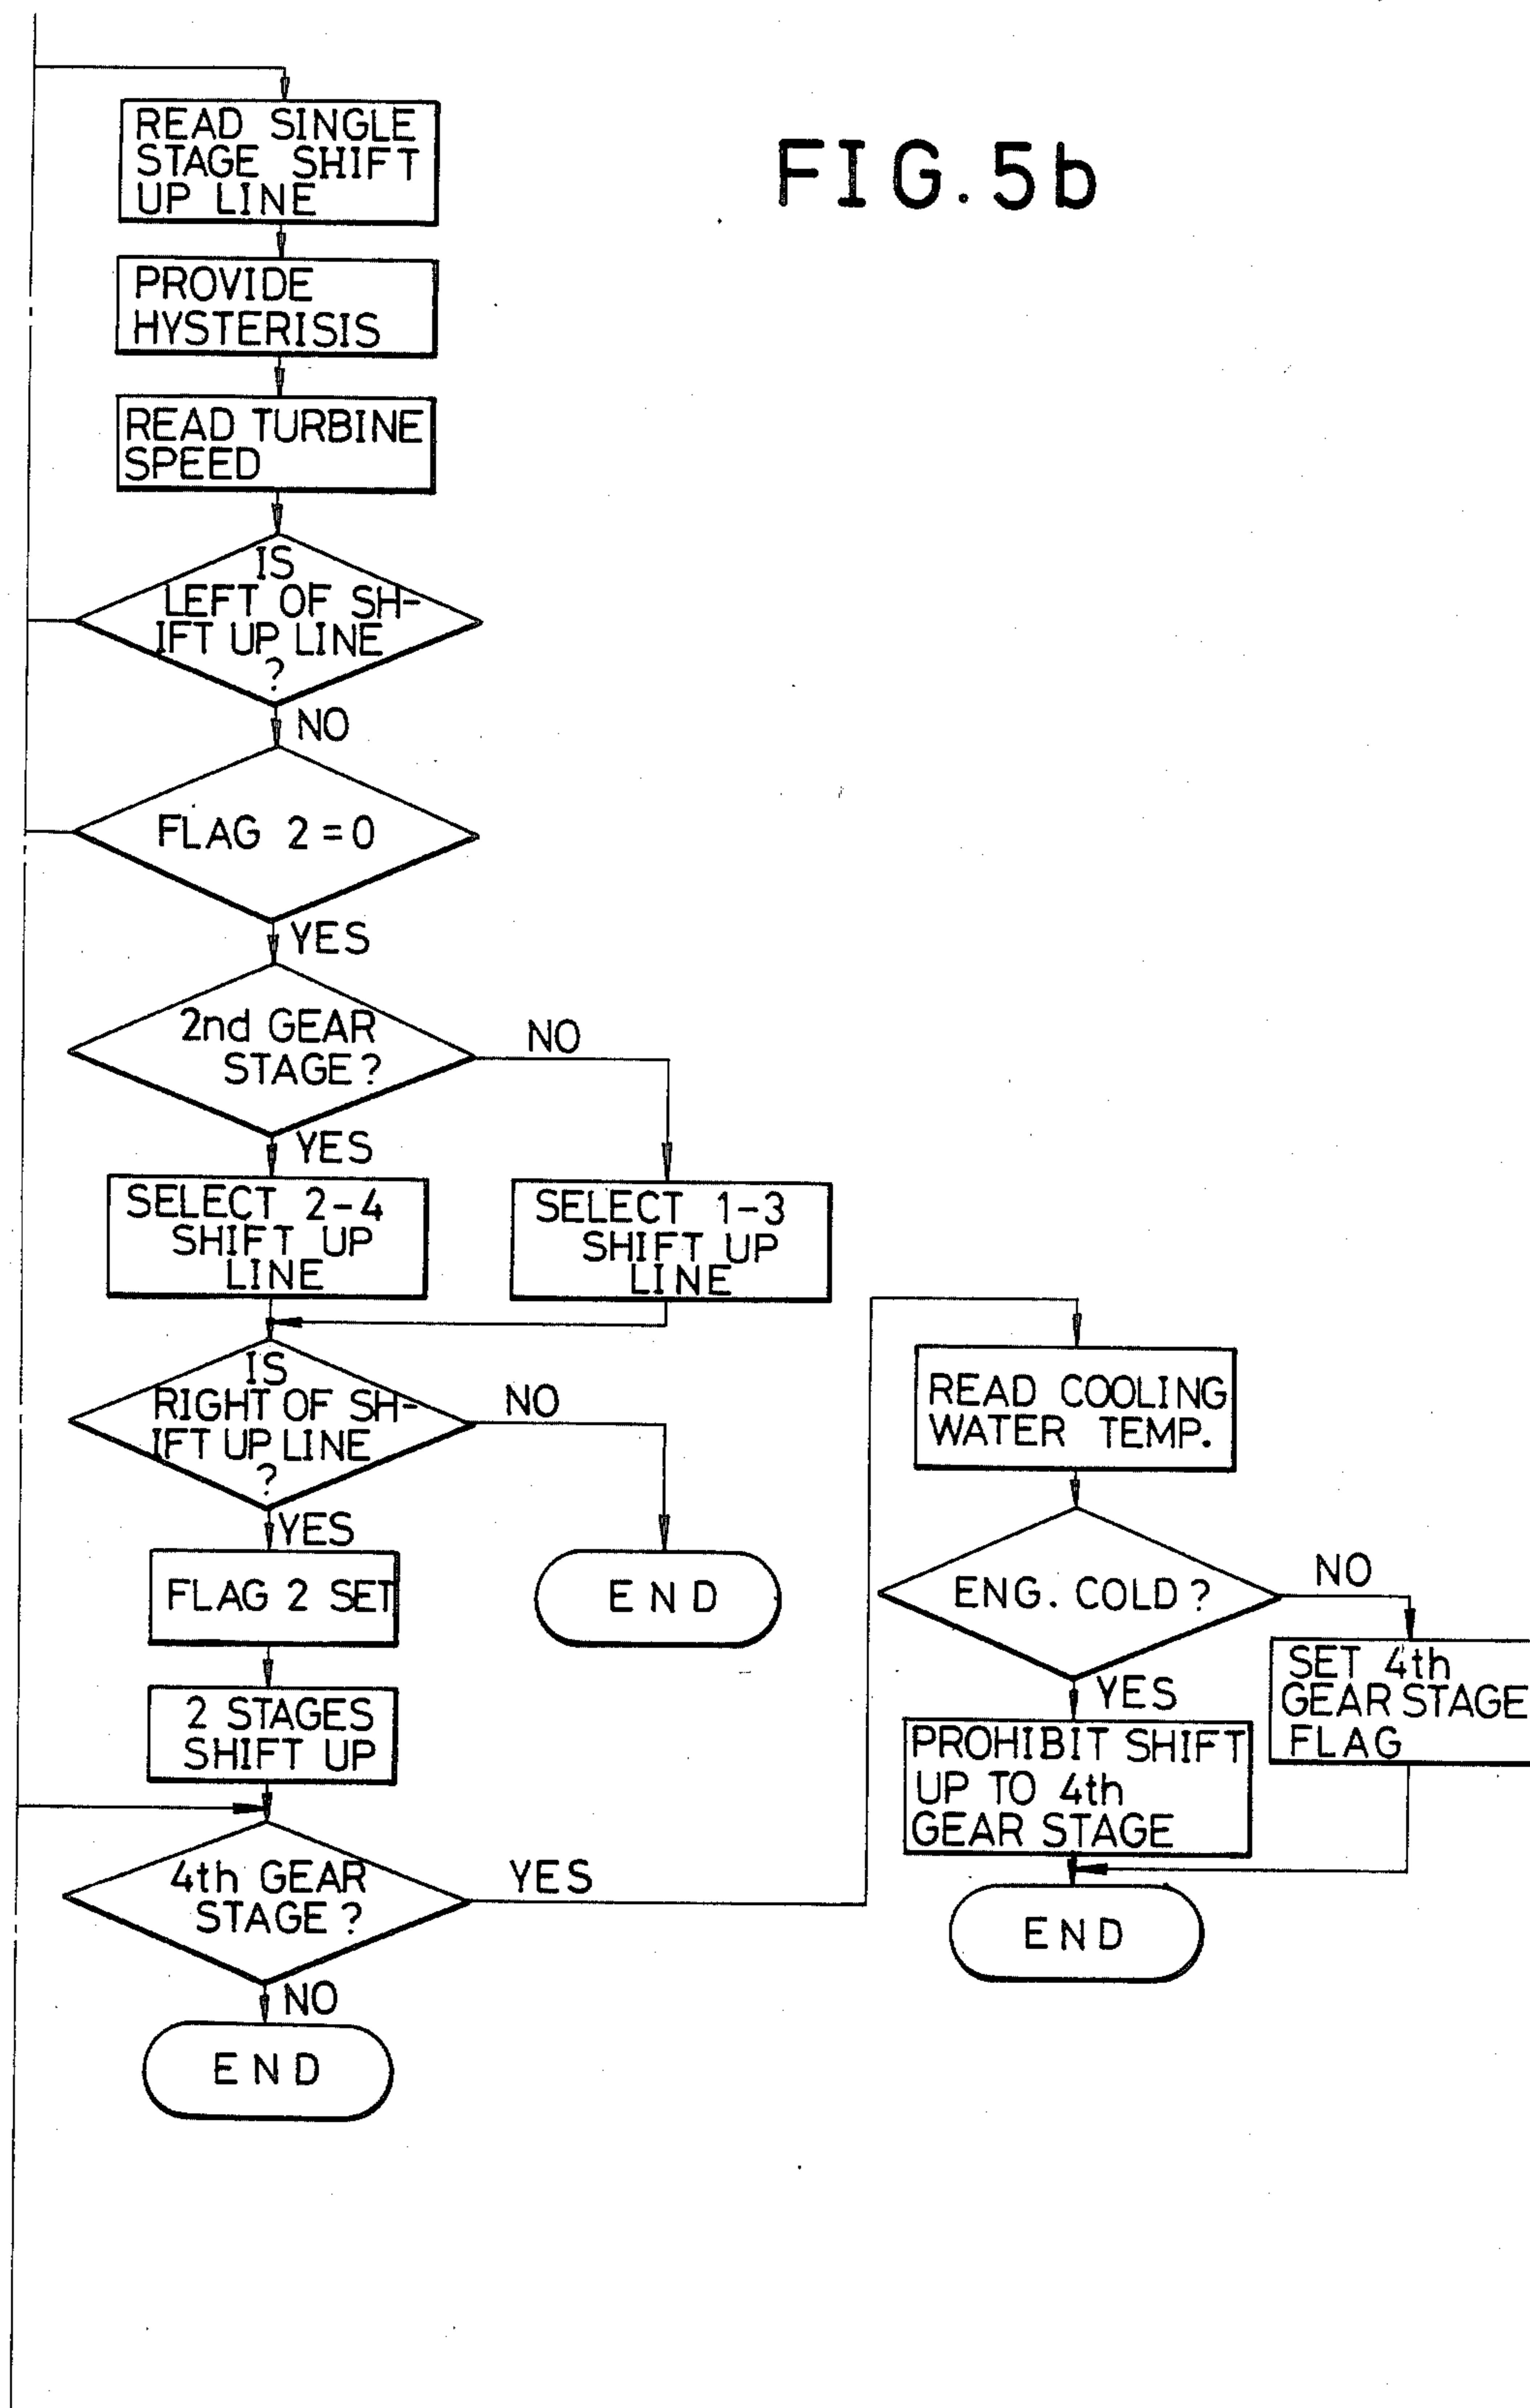 FIG. 5b
READ SINGLE
STAGE SHIFT
UP LINE
PROVIDE
HYSTERISIS
READ TURBINE
SPEED
IS
LEFT OF SH-
IFT UP LINE
?
NO
FLAG 2 = 0
YES
2nd GEAR
STAGE?
NO
YES
SELECT 2-4
SHIFT UP
LINE
SELECT 1-3
SHIFT UP
LINE
IS
RIGHT OF SH-
IFT UP LINE
?
NO
YES
FLAG 2 SET
END
2 STAGES
SHIFT UP
4th GEAR
STAGE?
YES
NO
END
READ COOLING
WATER TEMP.
ENG. COLD?
NO
YES
SET 4th
GEAR STAGE
FLAG
PROHIBIT SHIFT
UP TO 4th
GEAR STAGE
END